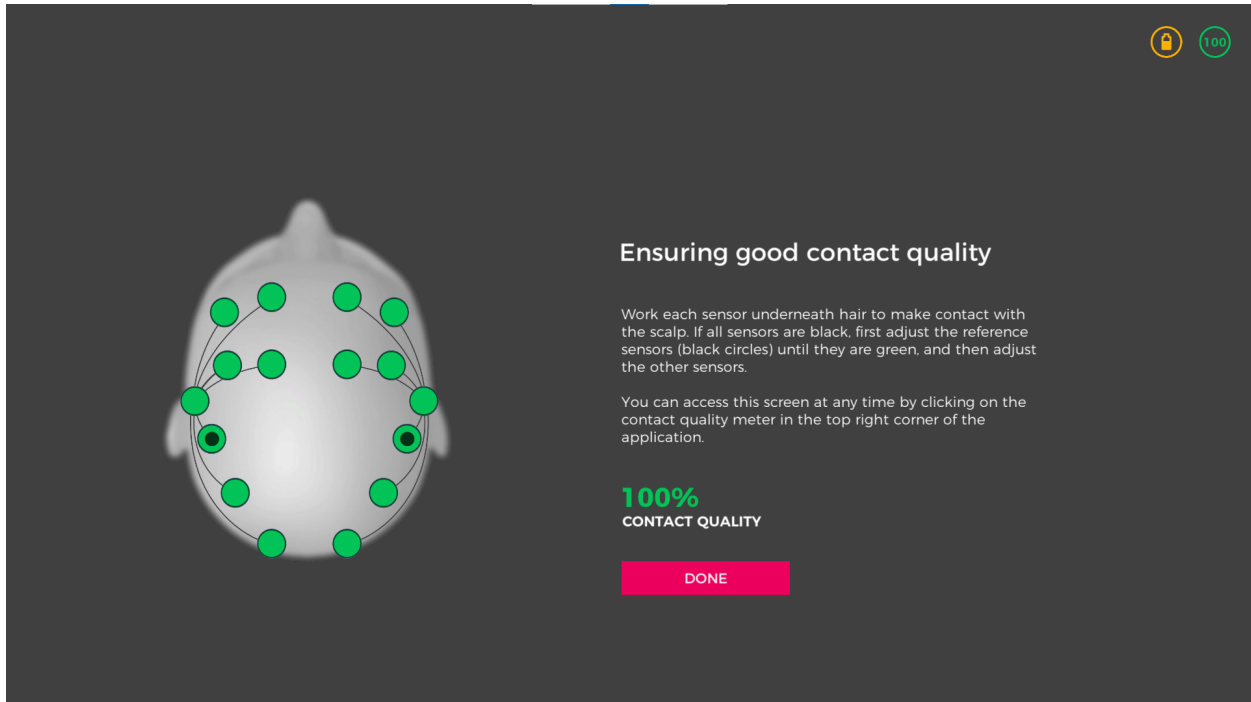 100
Ensuring good contact quality
Work each sensor underneath hair to make contact with
the scalp. If all sensors are black, first adjust the reference
sensors (black circles) until they are green, and then adjust
the other sensors.
You can access this screen at any time by clicking on the
contact quality meter in the top right corner of the
application.
100%
CONTACT QUALITY
DONE